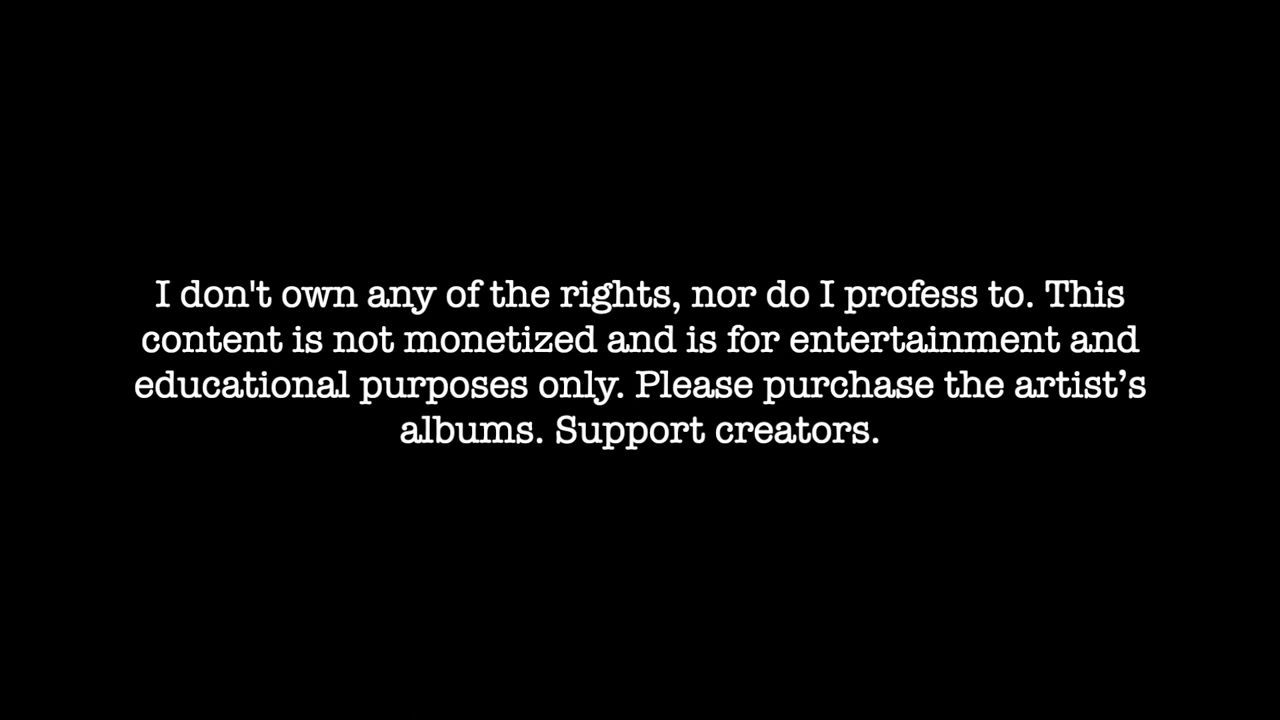 I don't own any of the rights, nor do I profess to. This
content is not monetized and is for entertainment and
educational purposes only. Please purchase the artist’s
albums. Support creators.